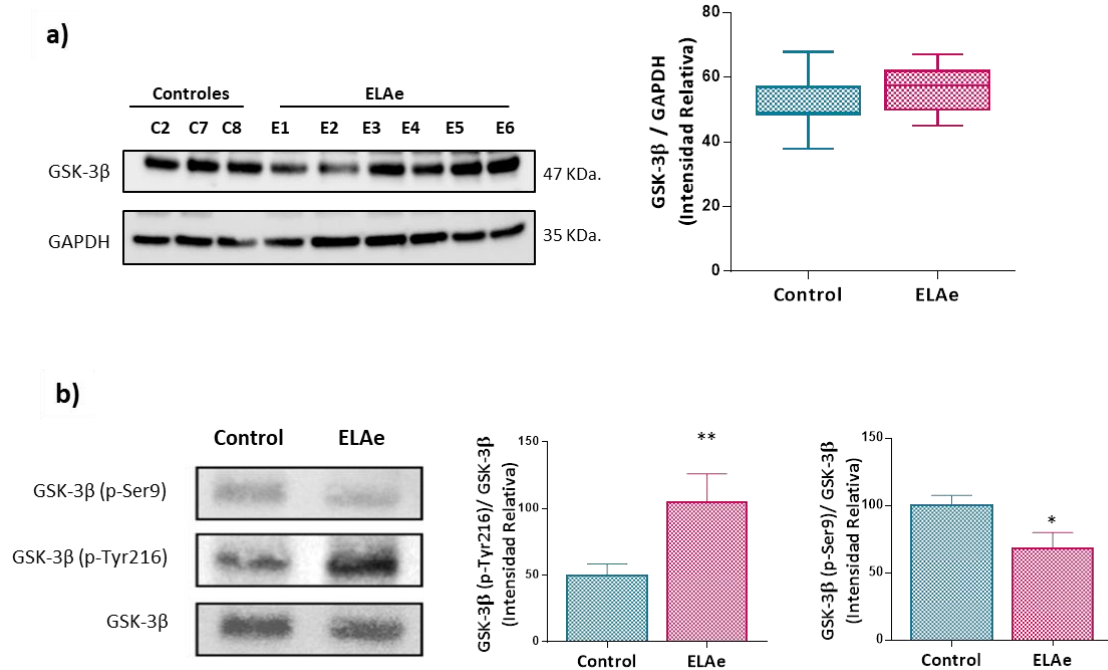 a)
Controles ELAe
C2 C7 C8 E1 E2 E3 E4 E5 E6
GSK-3β 47 KDa.
GAPDH 35 KDa.
GSK-3β / GAPDH
(Intensidad Relativa)
80
60
40
20
0
Control ELAe
b)
Control ELAe
GSK-3β (p-Ser9)
GSK-3β (p-Tyr216)
GSK-3β
GSK-3β (p-Tyr216)/ GSK-3β
(Intensidad Relativa)
150
100
50
0
**
Control ELAe
GSK-3β (p-Ser9)/ GSK-3β
(Intensidad Relativa)
150
100
50
0
*
Control ELAe